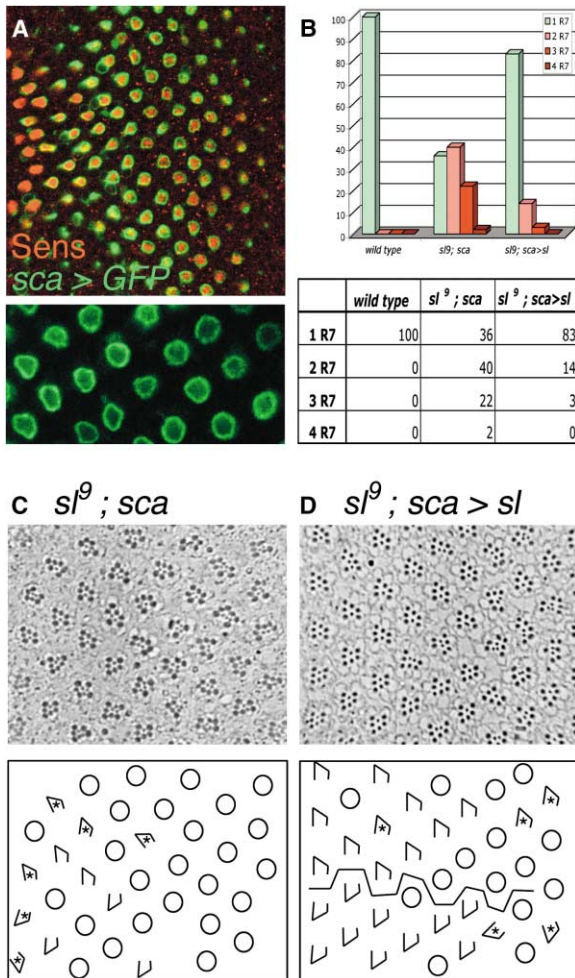 A
Sens
sca > GFP
B
1 R7
2 R7
3 R7
4 R7
100
90
80
70
60
50
40
30
20
10
0
wild type
sl9; sca
sl9; sca>sl
wild type sl⁹ ; sca sl⁹ ; sca>sl
1 R7 100 36 83
2 R7 0 40 14
3 R7 0 22 3
4 R7 0 2 0
C sl⁹ ; sca
D sl⁹ ; sca > sl